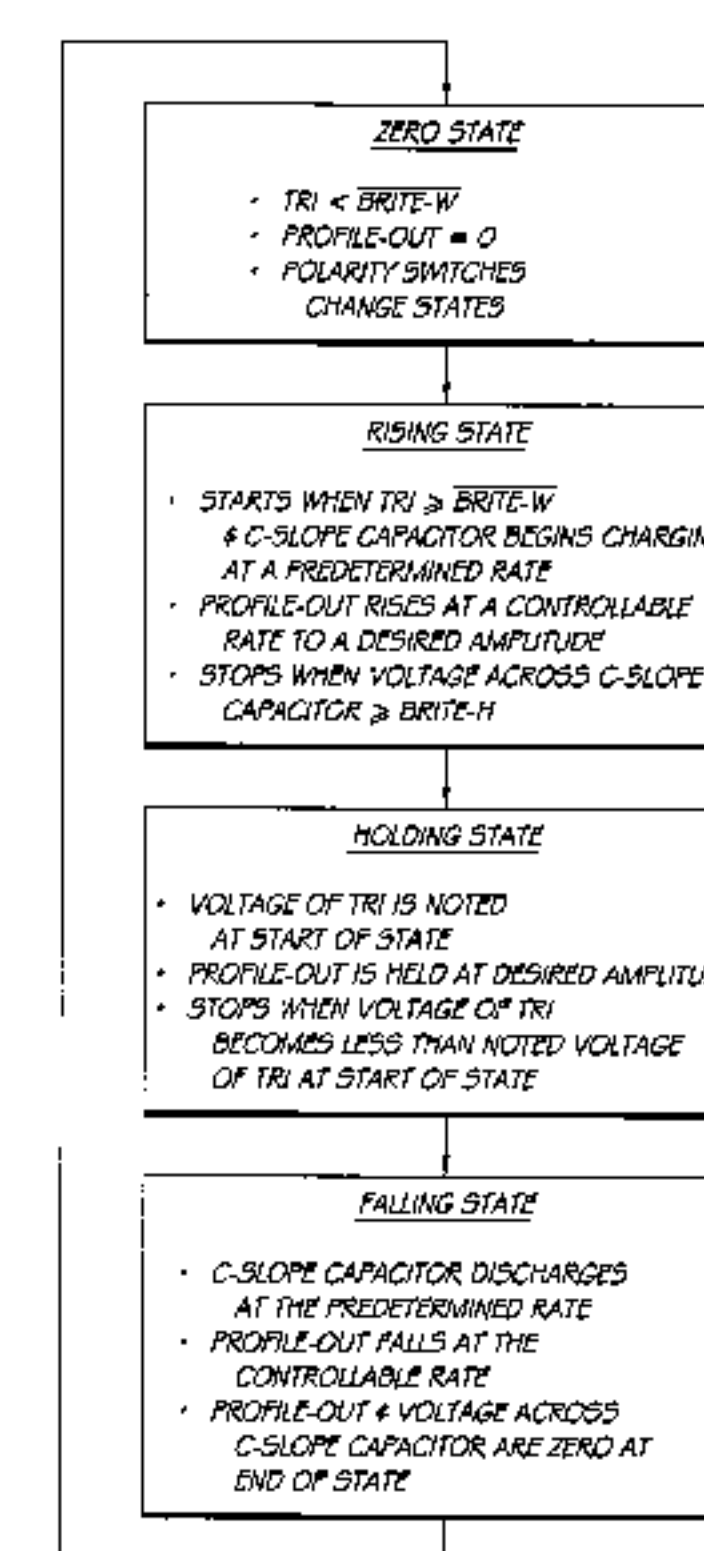 ZERO STATE
· TRI < B̅R̅I̅T̅E̅-̅W̅
· PROFILE-OUT = 0
· POLARITY SWITCHES
CHANGE STATES
RISING STATE
· STARTS WHEN TRI ⩾ B̅R̅I̅T̅E̅-̅W̅
& C-SLOPE CAPACITOR BEGINS CHARGIN
AT A PREDETERMINED RATE
· PROFILE-OUT RISES AT A CONTROLLABLE
RATE TO A DESIRED AMPLITUDE
· STOPS WHEN VOLTAGE ACROSS C-SLOPE
CAPACITOR ⩾ BRITE-H
HOLDING STATE
· VOLTAGE OF TRI IS NOTED
AT START OF STATE
· PROFILE-OUT IS HELD AT DESIRED AMPLITU
· STOPS WHEN VOLTAGE OF TRI
BECOMES LESS THAN NOTED VOLTAGE
OF TRI AT START OF STATE
FALLING STATE
· C-SLOPE CAPACITOR DISCHARGES
AT THE PREDETERMINED RATE
· PROFILE-OUT FALLS AT THE
CONTROLLABLE RATE
· PROFILE-OUT & VOLTAGE ACROSS
C-SLOPE CAPACITOR ARE ZERO AT
END OF STATE